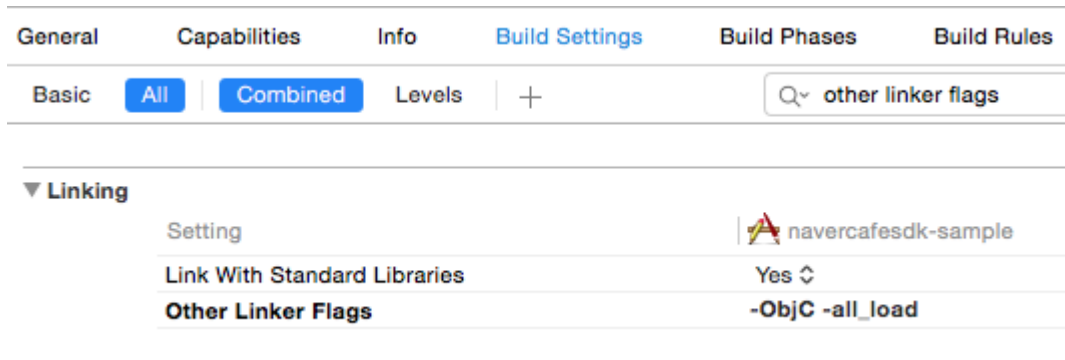 General Capabilities Info Build Settings Build Phases Build Rules
Basic All Combined Levels other linker flags
Linking
Setting navercafesdk-sample
Link With Standard Libraries Yes
Other Linker Flags -ObjC -all_load